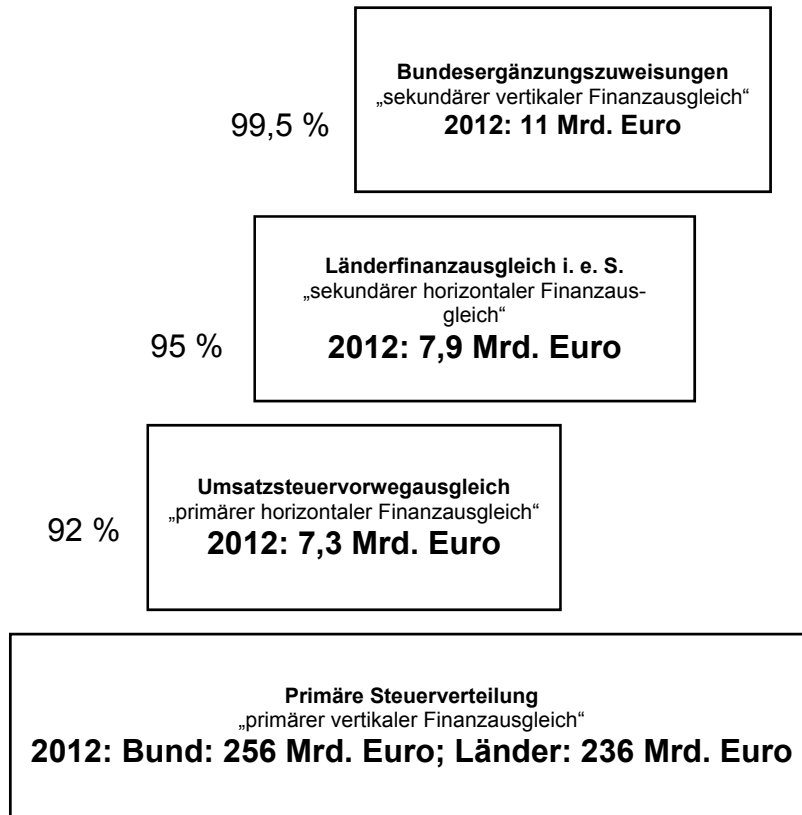 Bundesergänzungszuweisungen
„sekundärer vertikaler Finanzausgleich“
2012: 11 Mrd. Euro
99,5 %
Länderfinanzausgleich i. e. S.
„sekundärer horizontaler Finanzaus-
gleich“
2012: 7,9 Mrd. Euro
95 %
Umsatzsteuervorwegausgleich
„primärer horizontaler Finanzausgleich“
2012: 7,3 Mrd. Euro
92 %
Primäre Steuerverteilung
„primärer vertikaler Finanzausgleich“
2012: Bund: 256 Mrd. Euro; Länder: 236 Mrd. Euro